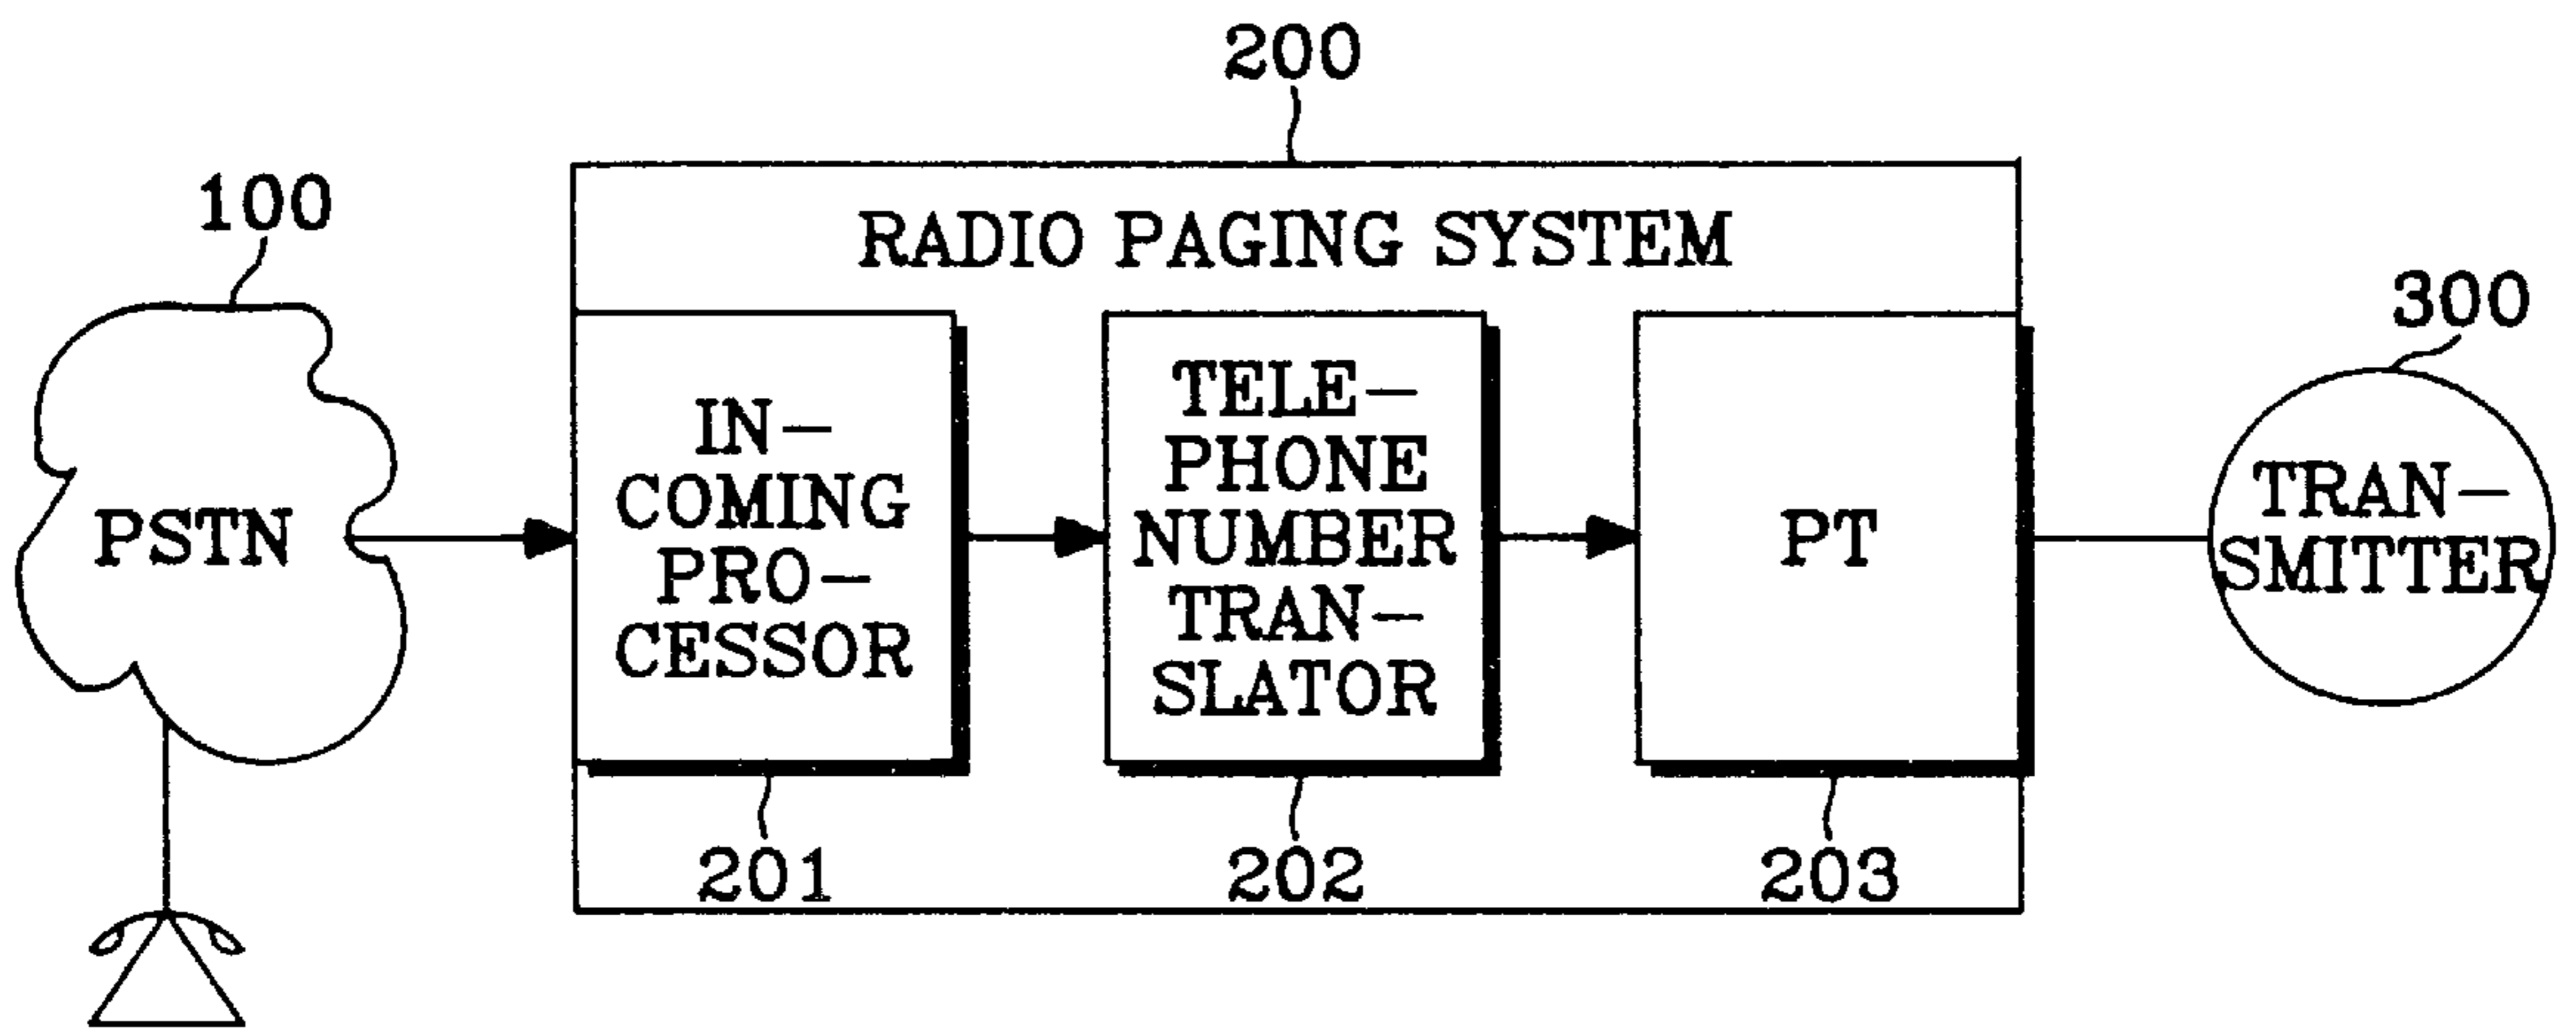 200
100
RADIO PAGING SYSTEM
300
PSTN
IN-
COMING
PRO-
CESSOR
TELE-
PHONE
NUMBER
TRAN-
SLATOR
PT
TRAN-
SMITTER
201
202
203